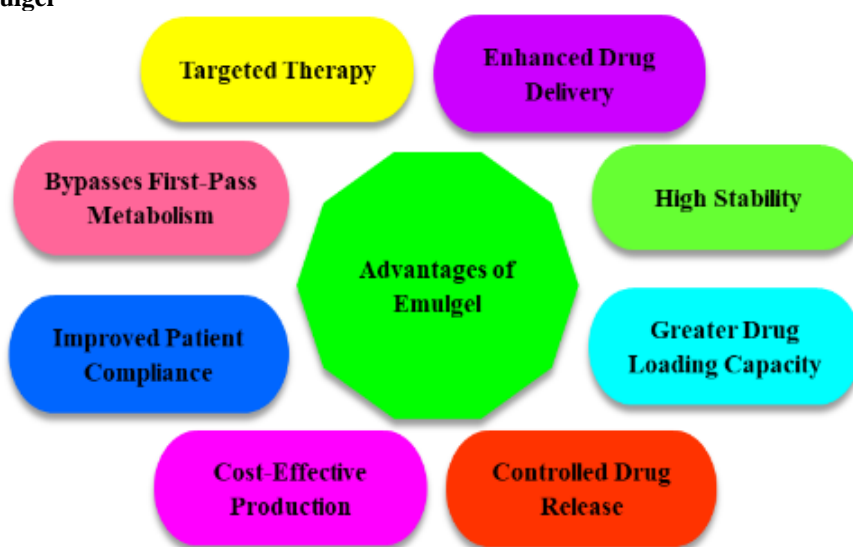 Targeted Therapy
Enhanced Drug
Delivery
Bypasses First-Pass
Metabolism
High Stability
Advantages of
Emulgel
Improved Patient
Compliance
Greater Drug
Loading Capacity
Cost-Effective
Production
Controlled Drug
Release